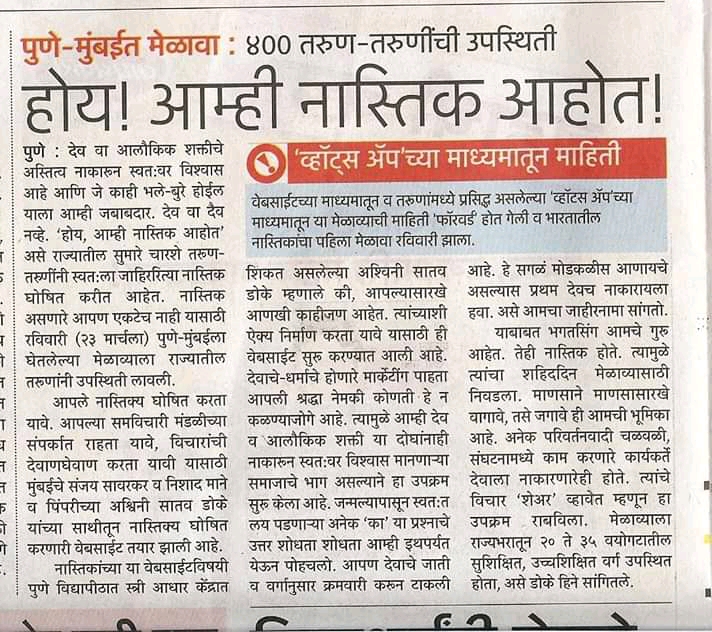 पुणे-मुंबईत मेळावा : ४०० तरुण-तरुणींची उपस्थिती
होय! आम्ही नास्तिक आहोत!
पुणे : देव वा आलौकिक शक्तीचे
अस्तित्व नाकारून स्वत:वर विश्वास
आहे आणि जे काही भले-बुरे होईल
याला आम्ही जबाबदार. देव वा दैव
नव्हे. 'होय, आम्ही नास्तिक आहोत'
असे राज्यातील सुमारे चारशे तरुण-
तरुणींनी स्वत:ला जाहिररित्या नास्तिक
घोषित करीत आहेत. नास्तिक
असणारे आपण एकटेच नाही यासाठी
रविवारी (२३ मार्चला) पुणे-मुंबईला
घेतलेल्या मेळाव्याला राज्यातील
तरुणांनी उपस्थिती लावली.
आपले नास्तिक्य घोषित करता
यावे. आपल्या समविचारी मंडळीच्या
संपर्कात राहता यावे, विचारांची
देवाणघेवाण करता यावी यासाठी
मुंबईचे संजय सावरकर व निशाद माने
व पिंपरीच्या अश्विनी सातव डोके
यांच्या साथीतून नास्तिक्य घोषित
करणारी वेबसाईट तयार झाली आहे.
नास्तिकांच्या या वेबसाईटविषयी
पुणे विद्यापीठात स्त्री आधार केंद्रात
'व्हॉट्स ॲप'च्या माध्यमातून माहिती
वेबसाईटच्या माध्यमातून व तरुणांमध्ये प्रसिद्ध असलेल्या 'व्हॉटस ॲप'च्या
माध्यमातून या मेळाव्याची माहिती 'फॉरवर्ड' होत गेली व भारतातील
नास्तिकांचा पहिला मेळावा रविवारी झाला.
शिकत असलेल्या अश्विनी सातव
डोके म्हणाले की, आपल्यासारखे
आणखी काहीजण आहेत. त्यांच्याशी
ऐक्य निर्माण करता यावे यासाठी ही
वेबसाईट सुरू करण्यात आली आहे.
देवाचे-धर्माचे होणारे मार्केटींग पाहता
आपली श्रद्धा नेमकी कोणती हे न
कळण्याजोगे आहे. त्यामुळे आम्ही देव
व आलौकिक शक्ती या दोघांनाही
नाकारून स्वत:वर विश्वास मानणाऱ्या
समाजाचे भाग असल्याने हा उपक्रम
सुरू केला आहे. जन्मल्यापासून स्वत:त
लय पडणाऱ्या अनेक 'का' या प्रश्नाचे
उत्तर शोधता शोधता आम्ही इथपर्यंत
येऊन पोहचलो. आपण देवाचे जाती
व वर्गानुसार क्रमवारी करून टाकली
आहे. हे सगळं मोडकळीस आणायचे
असल्यास प्रथम देवच नाकारायला
हवा. असे आमचा जाहीरनामा सांगतो.
याबाबत भगतसिंग आमचे गुरू
आहेत. तेही नास्तिक होते. त्यामुळे
त्यांचा शहिददिन मेळाव्यासाठी
निवडला. माणसाने माणसासारखे
वागावे, तसे जगावे ही आमची भूमिका
आहे. अनेक परिवर्तनवादी चळवळी,
संघटनामध्ये काम करणारे कार्यकर्ते
देवाला नाकारणारेही होते. त्यांचे
विचार 'शेअर' व्हावेत म्हणून हा
उपक्रम राबविला. मेळाव्याला
राज्यभरातून २० ते ३५ वयोगटातील
सुशिक्षित, उच्चशिक्षित वर्ग उपस्थित
होता, असे डोके हिने सांगितले.